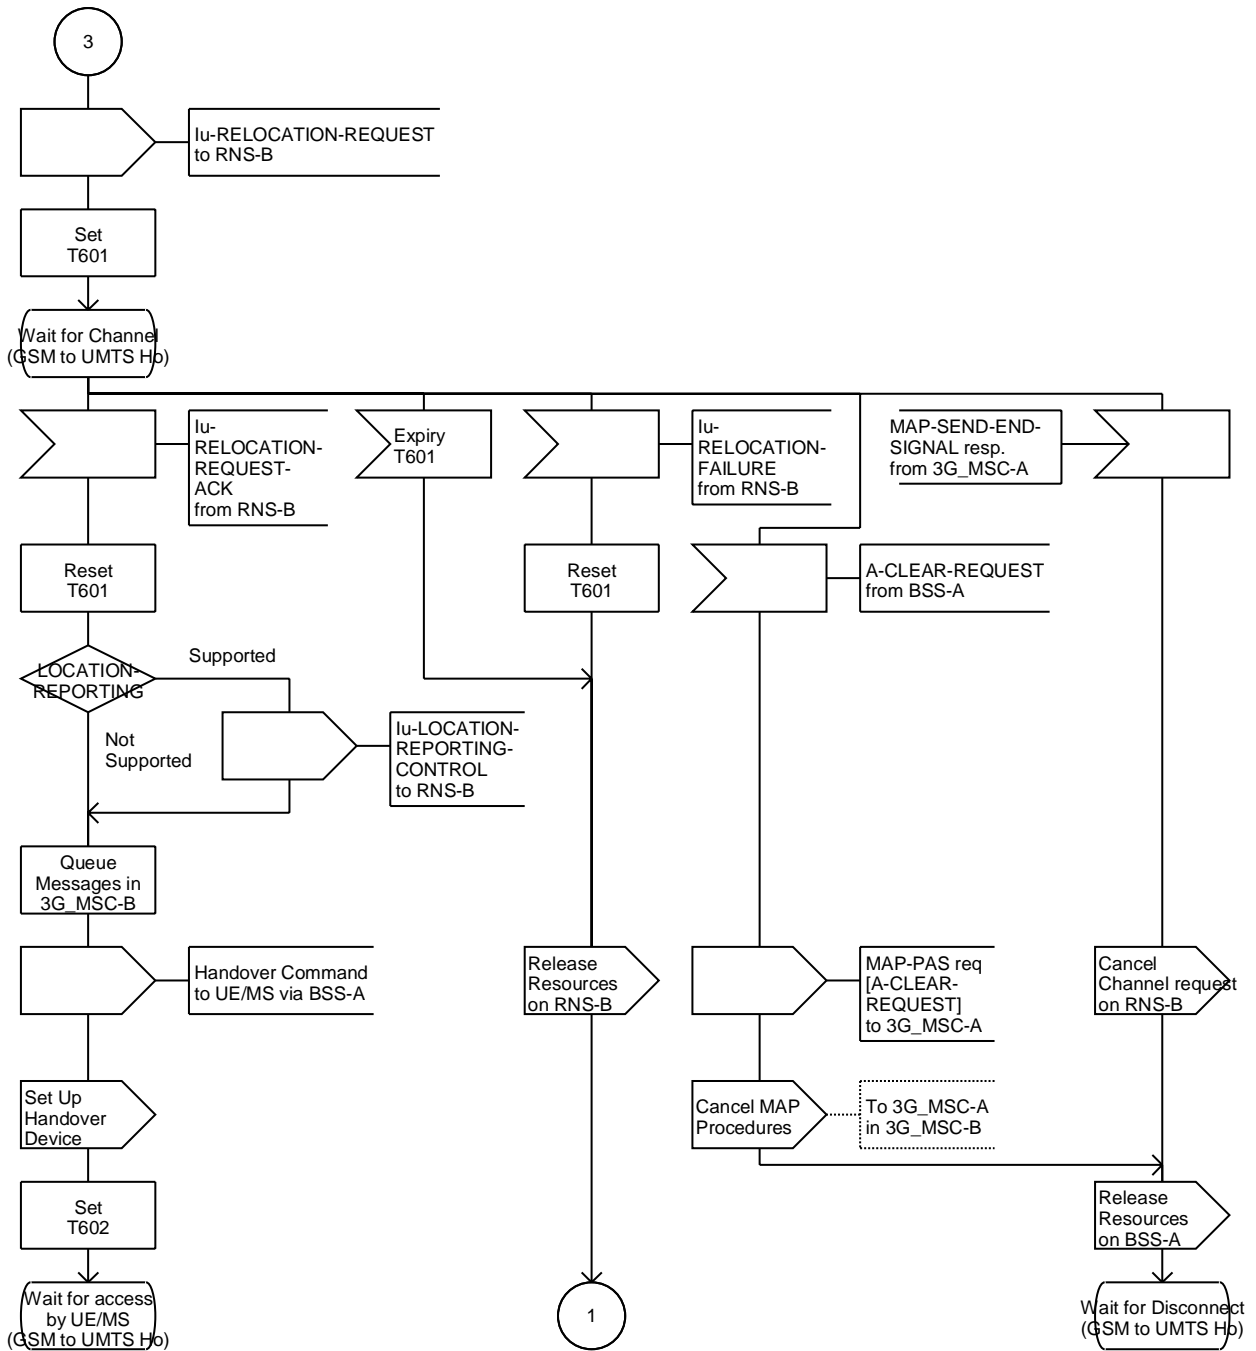 3
Iu-RELOCATION-REQUEST
to RNS-B
Set
T601
Wait for Channel
(GSM to UMTS Ho)
Iu-
RELOCATION-
REQUEST-
ACK
from RNS-B
Expiry
T601
Iu-
RELOCATION-
FAILURE
from RNS-B
MAP-SEND-END-
SIGNAL resp.
from 3G_MSC-A
Reset
T601
Reset
T601
A-CLEAR-REQUEST
from BSS-A
LOCATION-
REPORTING
Supported
Not
Supported
Iu-LOCATION-
REPORTING-
CONTROL
to RNS-B
Queue
Messages in
3G_MSC-B
Handover Command
to UE/MS via BSS-A
Release
Resources
on RNS-B
MAP-PAS req
[A-CLEAR-
REQUEST]
to 3G_MSC-A
Cancel
Channel request
on RNS-B
Set Up
Handover
Device
Cancel MAP
Procedures
To 3G_MSC-A
in 3G_MSC-B
Set
T602
Release
Resources
on BSS-A
Wait for access
by UE/MS
(GSM to UMTS Ho)
1
Wait for Disconnect
(GSM to UMTS Ho)